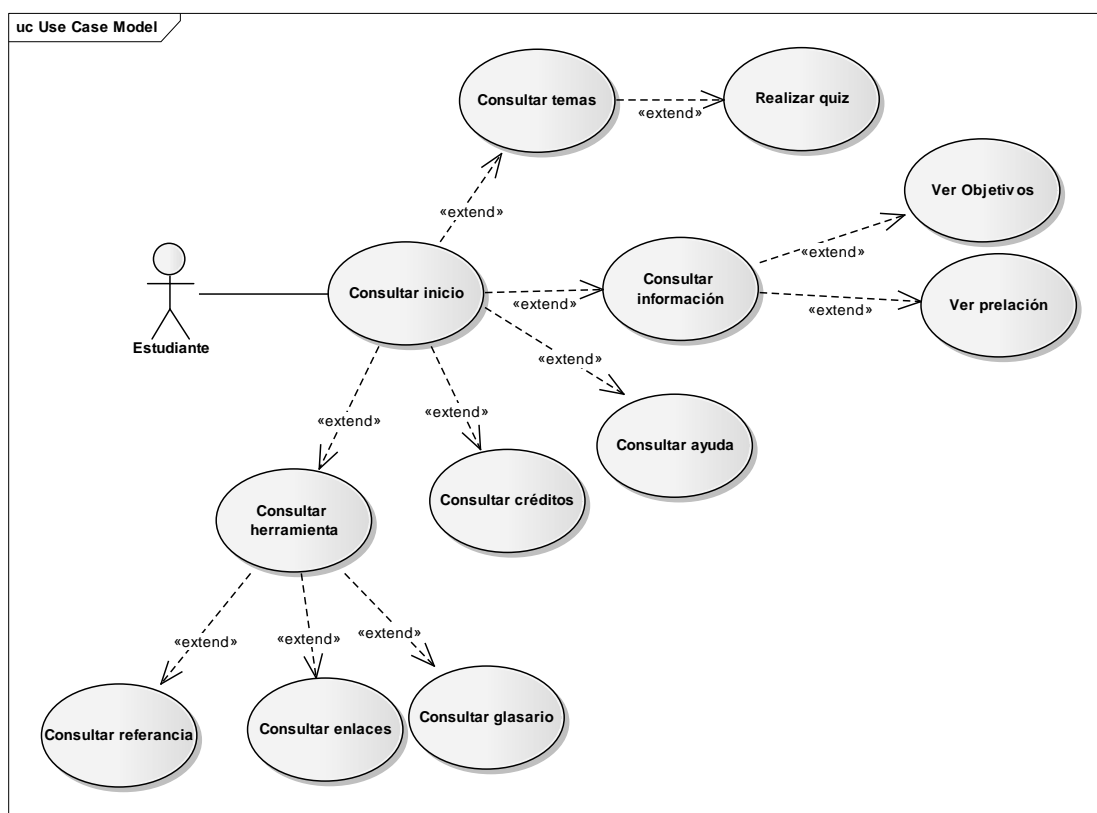 uc Use Case Model
Consultar temas
«extend»
Realizar quiz
Ver Objetivos
«extend»
«extend»
Estudiante
Consultar inicio
«extend»
Consultar
información
«extend»
Ver prelación
«extend»
«extend»
«extend»
Consultar ayuda
Consultar créditos
Consultar
herramienta
«extend»
«extend»
«extend»
Consultar referancia
Consultar enlaces
Consultar glasario